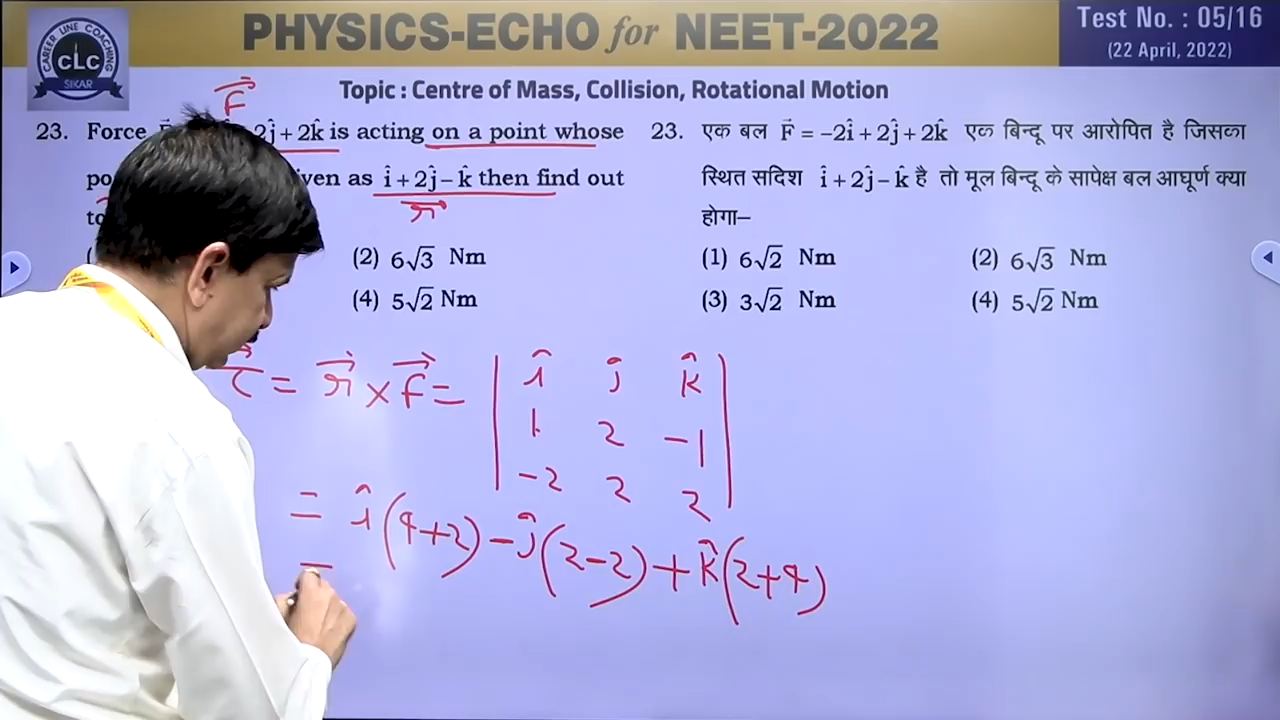 PHYSICS-ECHO for NEET-2022
Test No. : 05/16
(22 April, 2022)
CAREER LINE COACHING
CLC
SIKAR
Topic : Centre of Mass, Collision, Rotational Motion
F⃗
23. Force 2ĵ + 2k̂ is acting on a point whose
as î + 2ĵ – k̂ then find out
r⃗
(2) 6√3 Nm
(4) 5√2 Nm
23. एक बल F⃗ = –2î + 2ĵ + 2k̂ एक बिन्दू पर आरोपित है जिसका
स्थित सदिश î + 2ĵ – k̂ है तो मूल बिन्दू के सापेक्ष बल आघूर्ण क्या
होगा–
(1) 6√2 Nm (2) 6√3 Nm
(3) 3√2 Nm (4) 5√2 Nm
τ⃗ = r⃗ × F⃗ = | î ĵ k̂ |
| 1 2 -1 |
| -2 2 2 |
= î(4+2) - ĵ(2-2) + k̂(2+4)
=